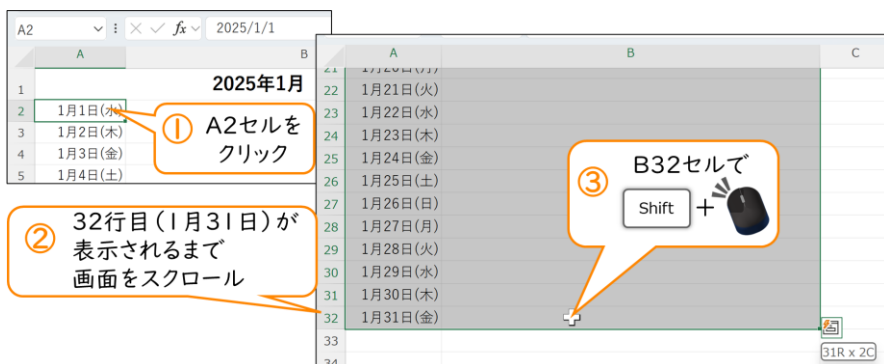 A2
fx
2025/1/1
A
B
1
2025年1月
2
1月1日(水)
3
1月2日(木)
4
1月3日(金)
5
1月4日(土)
① A2セルを
クリック
② 32行目(1月31日)が
表示されるまで
画面をスクロール
A
B
C
21
1月20日(月)
22
1月21日(火)
23
1月22日(水)
24
1月23日(木)
25
1月24日(金)
26
1月25日(土)
27
1月26日(日)
28
1月27日(月)
29
1月28日(火)
30
1月29日(水)
31
1月30日(木)
32
1月31日(金)
33
34
③ B32セルで
Shift +
31R x 2C